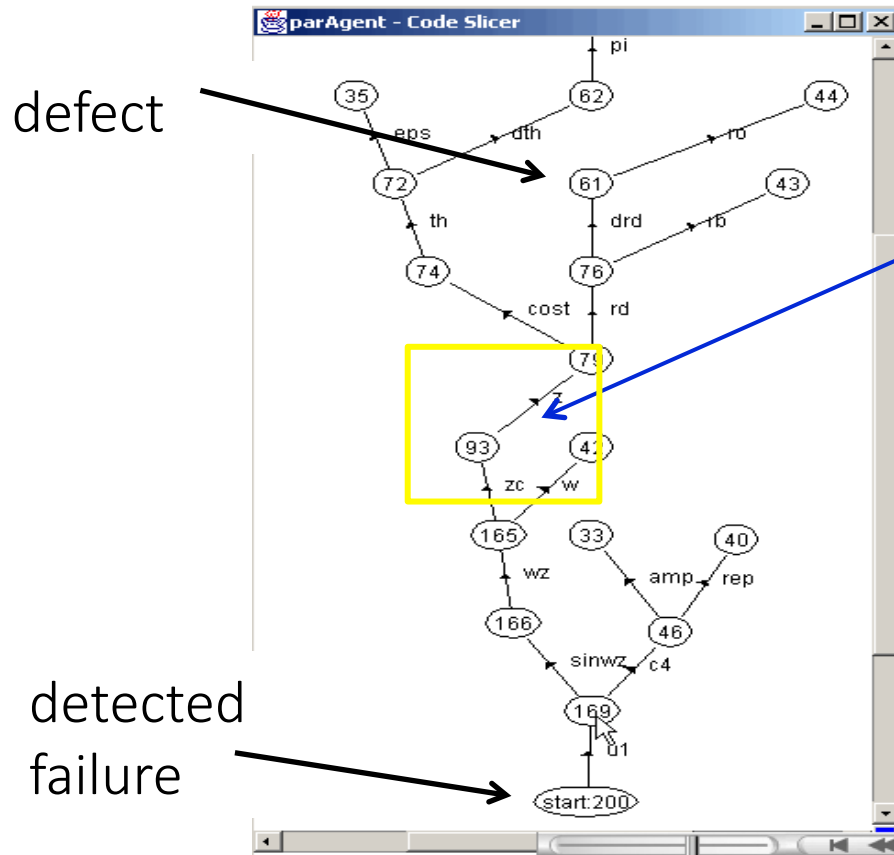 parAgent - Code Slicer
pi
35
62
44
defect
eps
dth
ro
72
61
43
th
drd
rb
74
76
cost
rd
79
z
93
42
zc
w
165
33
40
wz
amp
rep
166
46
sinwz
c4
detected
failure
169
u1
start:200